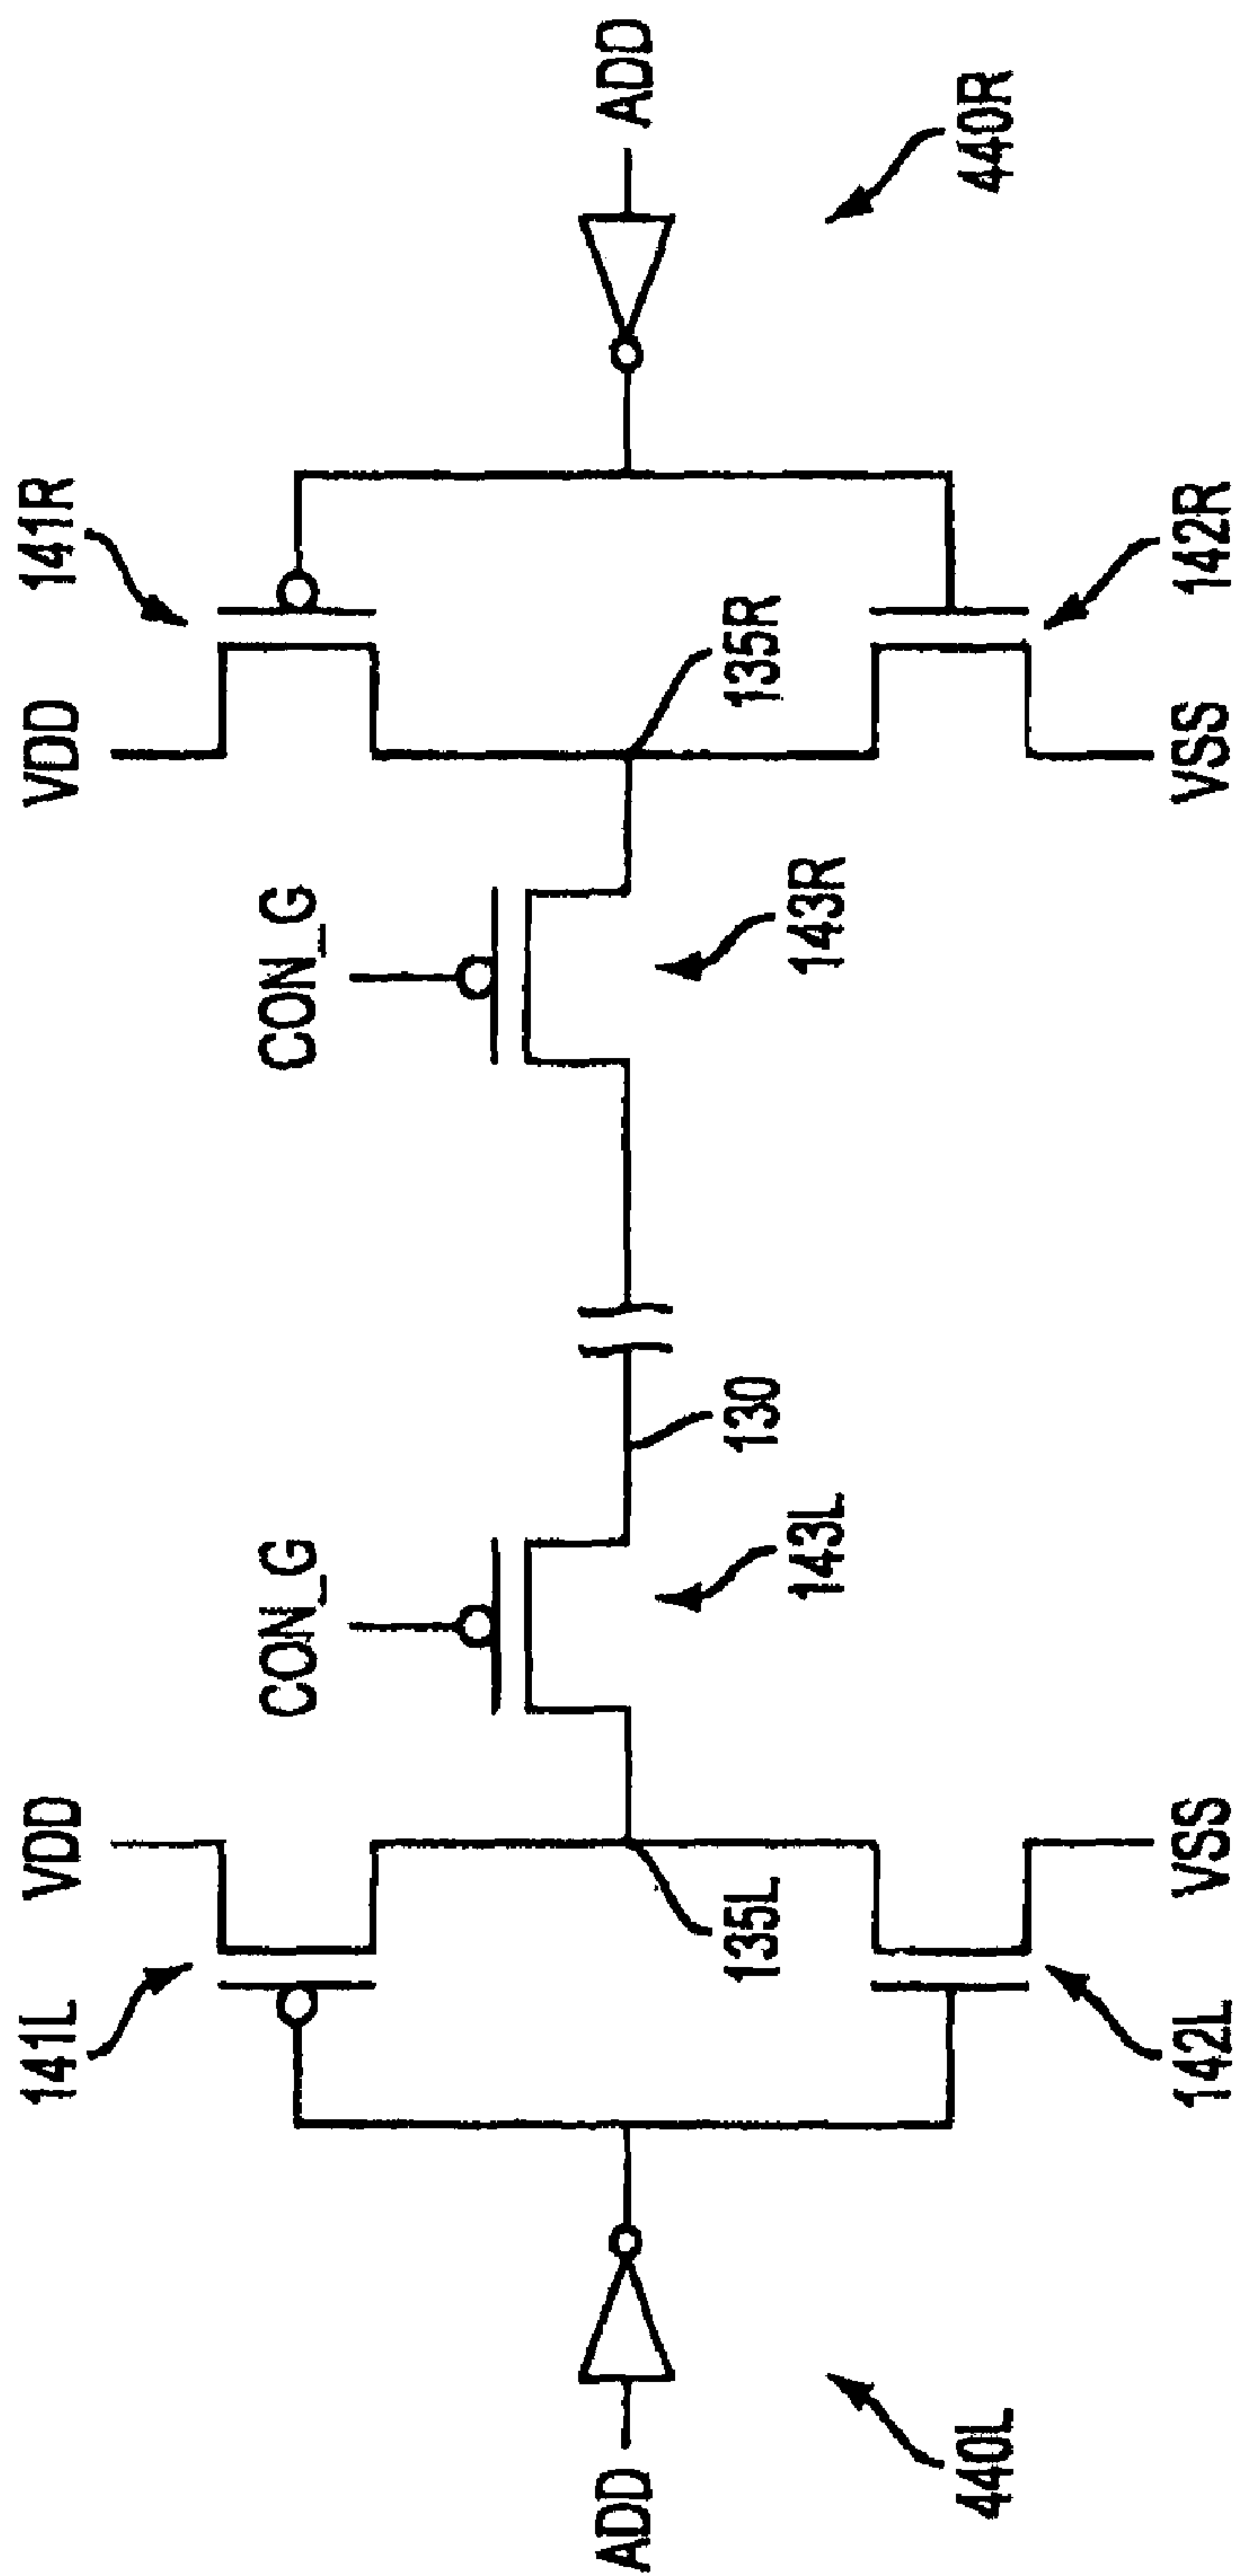 VDD
VDD
141L
141R
CON_G
CON_G
ADD
ADD
135L
130
135R
143L
143R
440L
440R
142L
142R
VSS
VSS